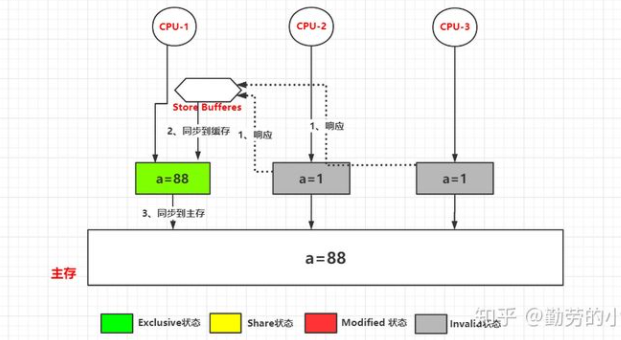 CPU-1
CPU-2
CPU-3
Store Bufferes
2、同步到缓存
1、响应
1、响应
a=88
a=1
a=1
3、同步到主存
a=88
主存
Exclusive状态
Share状态
Modified 状态
Invalid状态
知乎 @勤劳的小